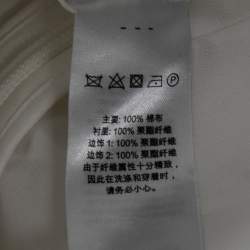 主要: 100% 棉布
衬里: 100% 聚酯纤维
边饰 1: 100% 聚酯纤维
边饰 2: 100% 聚酯纤维
由于纤维属性十分精致,
因此在洗涤和穿着时,
请务必小心。